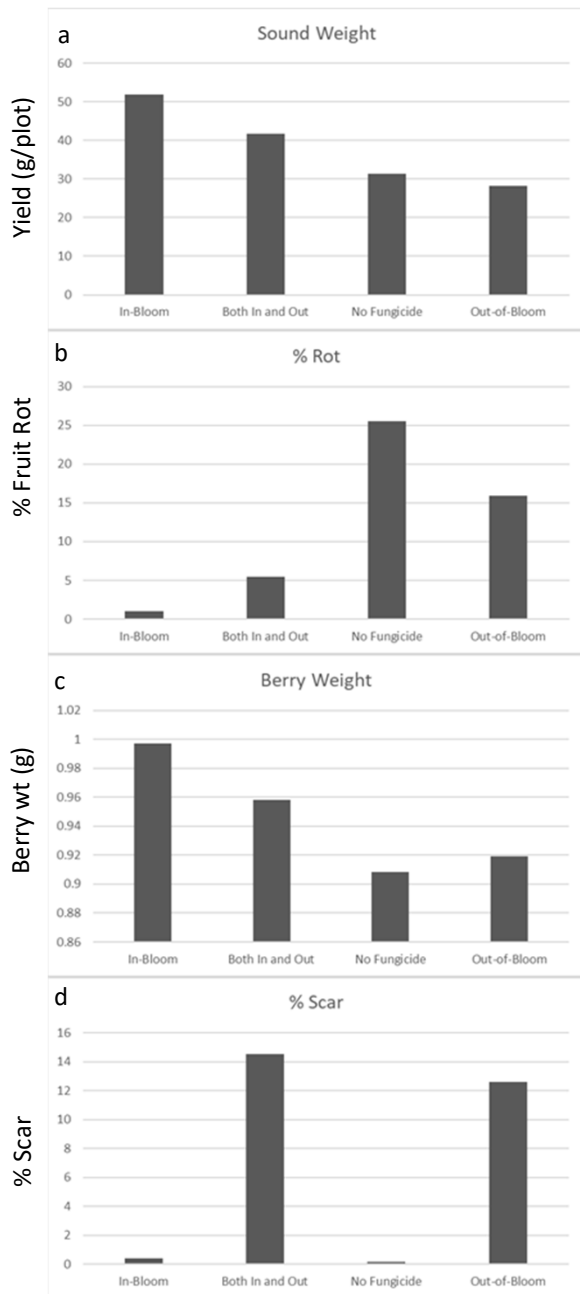 a
Sound Weight
Yield (g/plot)
60
50
40
30
20
10
0
In-Bloom Both In and Out No Fungicide Out-of-Bloom
b
% Rot
% Fruit Rot
30
25
20
15
10
5
0
In-Bloom Both In and Out No Fungicide Out-of-Bloom
c
Berry Weight
Berry wt (g)
1.02
1
0.98
0.96
0.94
0.92
0.9
0.88
0.86
In-Bloom Both In and Out No Fungicide Out-of-Bloom
d
% Scar
% Scar
16
14
12
10
8
6
4
2
0
In-Bloom Both In and Out No Fungicide Out-of-Bloom